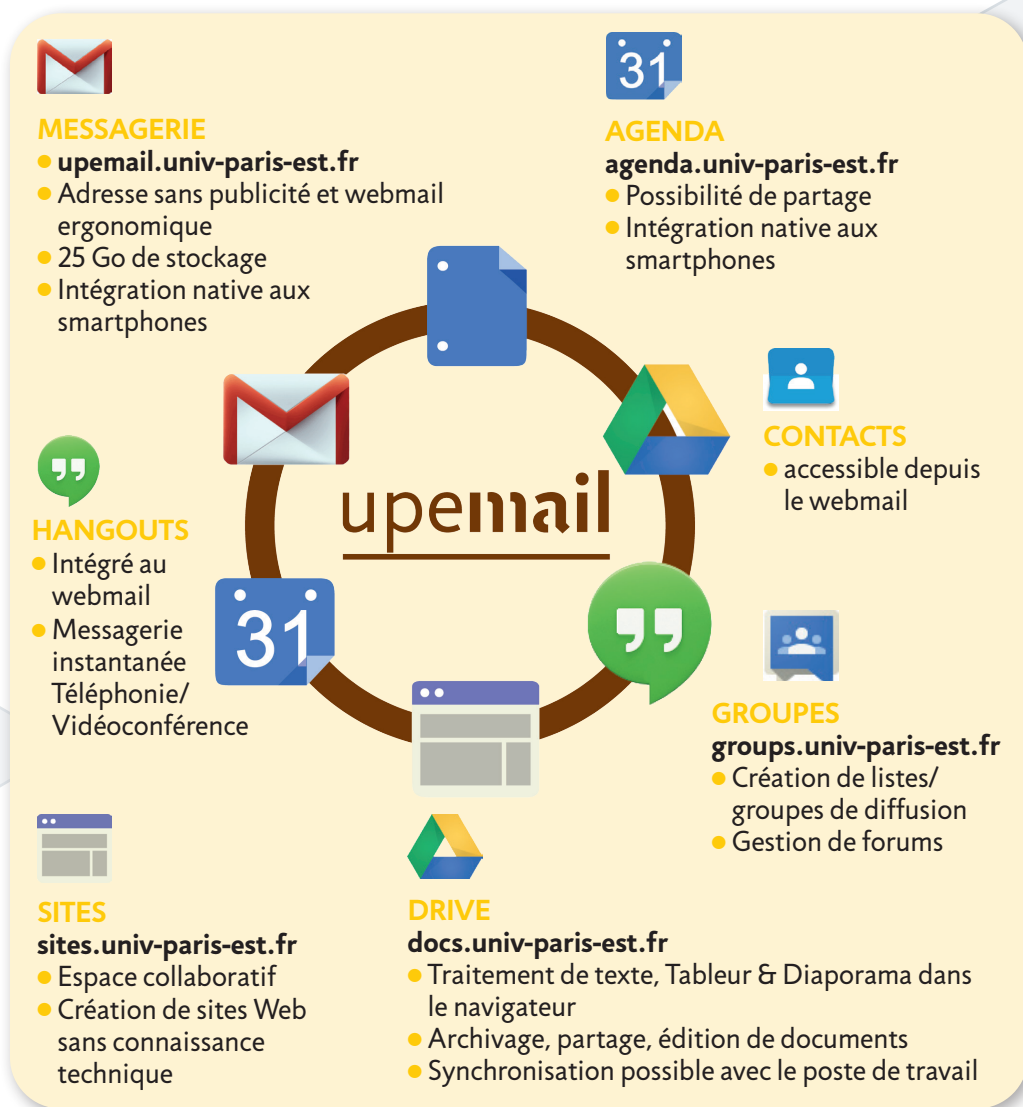 MESSAGERIE
• upemail.univ-paris-est.fr
• Adresse sans publicité et webmail
ergonomique
• 25 Go de stockage
• Intégration native aux
smartphones
31
AGENDA
agenda.univ-paris-est.fr
• Possibilité de partage
• Intégration native aux
smartphones
CONTACTS
• accessible depuis
le webmail
upemail
HANGOUTS
• Intégré au
webmail
• Messagerie
instantanée
Téléphonie/
Vidéoconférence
31
GROUPES
groups.univ-paris-est.fr
• Création de listes/
groupes de diffusion
• Gestion de forums
SITES
sites.univ-paris-est.fr
• Espace collaboratif
• Création de sites Web
sans connaissance
technique
DRIVE
docs.univ-paris-est.fr
• Traitement de texte, Tableur & Diaporama dans
le navigateur
• Archivage, partage, édition de documents
• Synchronisation possible avec le poste de travail